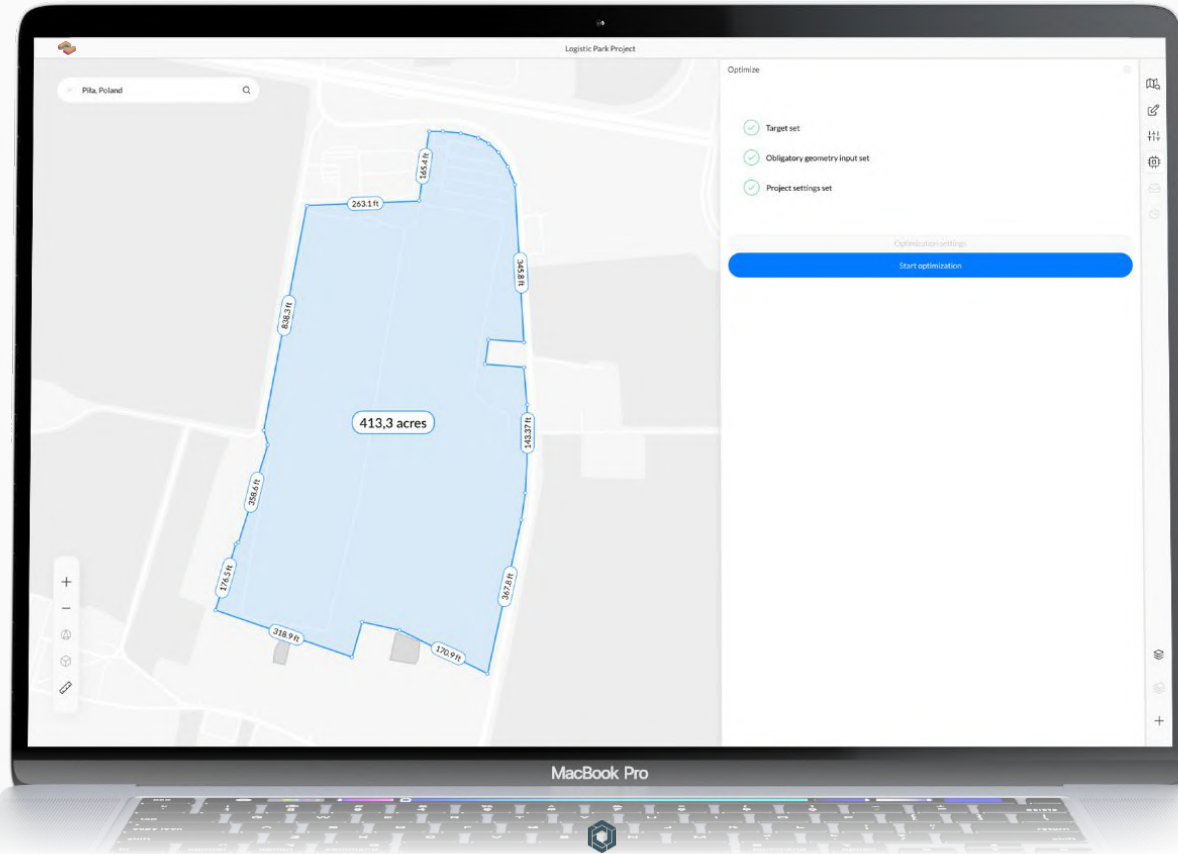 Logistic Park Project
Piła, Poland
Optimize
Target set
Obligatory geometry input set
Project settings set
Optimization settings
Start optimization
165.4 ft
263.1 ft
345.8 ft
838.3 ft
413,3 acres
143.37 ft
358.6 ft
176.5 ft
367.8 ft
318.9 ft
170.9 ft
MacBook Pro